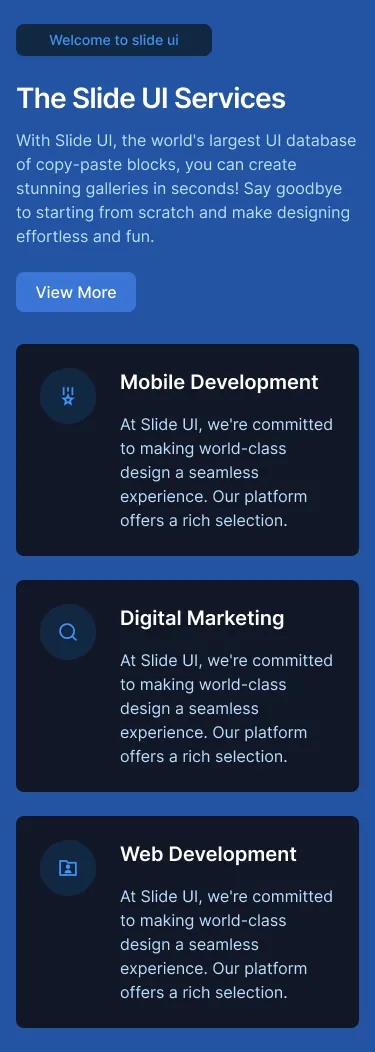 Welcome to slide ui
The Slide UI Services
With Slide UI, the world's largest UI database
of copy-paste blocks, you can create
stunning galleries in seconds! Say goodbye
to starting from scratch and make designing
effortless and fun.
View More
Mobile Development
At Slide UI, we're committed
to making world-class
design a seamless
experience. Our platform
offers a rich selection.
Digital Marketing
At Slide UI, we're committed
to making world-class
design a seamless
experience. Our platform
offers a rich selection.
Web Development
At Slide UI, we're committed
to making world-class
design a seamless
experience. Our platform
offers a rich selection.